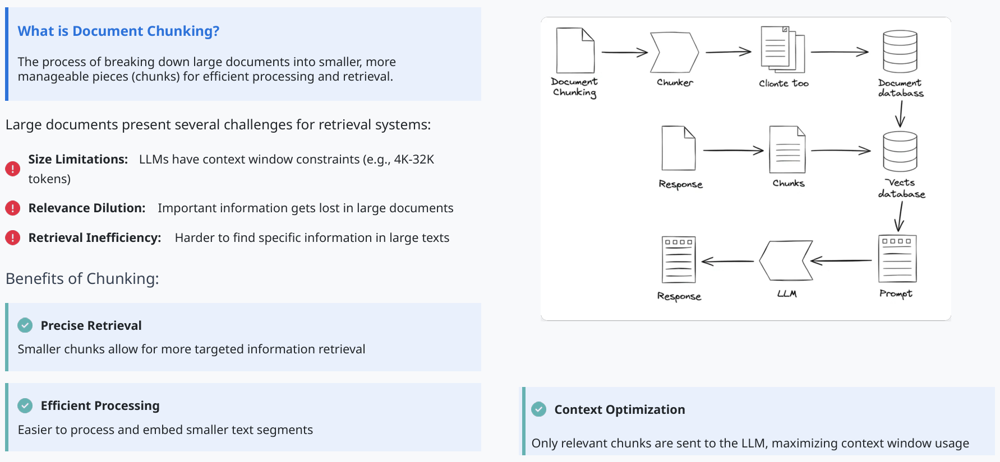 What is Document Chunking?
The process of breaking down large documents into smaller, more
manageable pieces (chunks) for efficient processing and retrieval.
Large documents present several challenges for retrieval systems:
Size Limitations: LLMs have context window constraints (e.g., 4K-32K
tokens)
Relevance Dilution: Important information gets lost in large documents
Retrieval Inefficiency: Harder to find specific information in large texts
Benefits of Chunking:
Precise Retrieval
Smaller chunks allow for more targeted information retrieval
Efficient Processing
Easier to process and embed smaller text segments
Document
Chunking
Chunker
Clionte too
Document
databass
Response
Chunks
Vects
database
Response
LLM
Prompt
Context Optimization
Only relevant chunks are sent to the LLM, maximizing context window usage